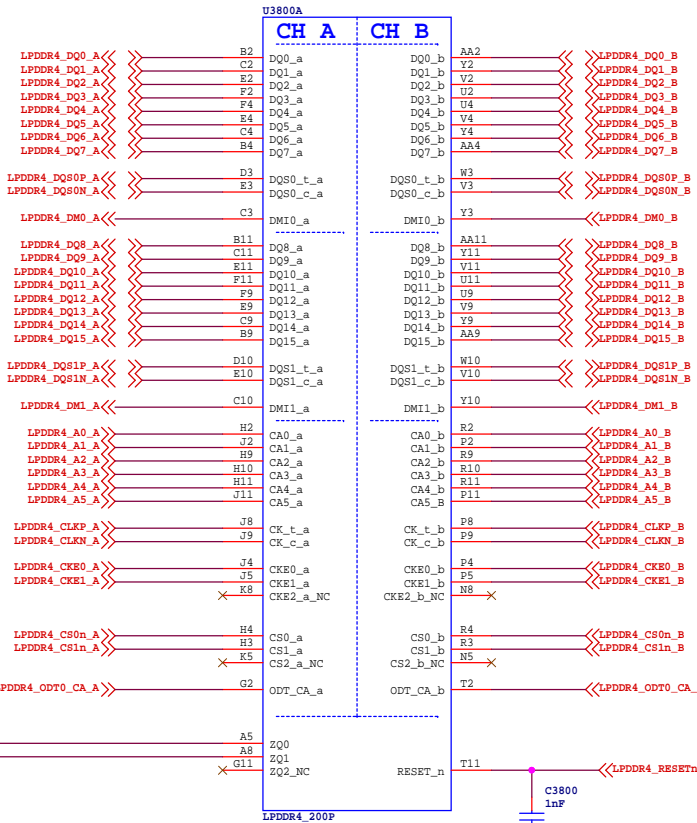 U3800A
CH A CH B
LPDDR4_DQ0_A B2 DQ0_a DQ0_b AA2 LPDDR4_DQ0_B
LPDDR4_DQ1_A C2 DQ1_a DQ1_b Y2 LPDDR4_DQ1_B
LPDDR4_DQ2_A E2 DQ2_a DQ2_b V2 LPDDR4_DQ2_B
LPDDR4_DQ3_A F2 DQ3_a DQ3_b U2 LPDDR4_DQ3_B
LPDDR4_DQ4_A F4 DQ4_a DQ4_b U4 LPDDR4_DQ4_B
LPDDR4_DQ5_A E4 DQ5_a DQ5_b V4 LPDDR4_DQ5_B
LPDDR4_DQ6_A C4 DQ6_a DQ6_b Y4 LPDDR4_DQ6_B
LPDDR4_DQ7_A B4 DQ7_a DQ7_b AA4 LPDDR4_DQ7_B
LPDDR4_DQS0P_A D3 DQS0_t_a DQS0_t_b W3 LPDDR4_DQS0P_B
LPDDR4_DQS0N_A E3 DQS0_c_a DQS0_c_b V3 LPDDR4_DQS0N_B
LPDDR4_DM0_A C3 DMI0_a DMI0_b Y3 LPDDR4_DM0_B
LPDDR4_DQ8_A B11 DQ8_a DQ8_b AA11 LPDDR4_DQ8_B
LPDDR4_DQ9_A C11 DQ9_a DQ9_b Y11 LPDDR4_DQ9_B
LPDDR4_DQ10_A E11 DQ10_a DQ10_b V11 LPDDR4_DQ10_B
LPDDR4_DQ11_A F11 DQ11_a DQ11_b U11 LPDDR4_DQ11_B
LPDDR4_DQ12_A F9 DQ12_a DQ12_b U9 LPDDR4_DQ12_B
LPDDR4_DQ13_A E9 DQ13_a DQ13_b V9 LPDDR4_DQ13_B
LPDDR4_DQ14_A C9 DQ14_a DQ14_b Y9 LPDDR4_DQ14_B
LPDDR4_DQ15_A B9 DQ15_a DQ15_b AA9 LPDDR4_DQ15_B
LPDDR4_DQS1P_A D10 DQS1_t_a DQS1_t_b W10 LPDDR4_DQS1P_B
LPDDR4_DQS1N_A E10 DQS1_c_a DQS1_c_b V10 LPDDR4_DQS1N_B
LPDDR4_DM1_A C10 DMI1_a DMI1_b Y10 LPDDR4_DM1_B
LPDDR4_A0_A H2 CA0_a CA0_b R2 LPDDR4_A0_B
LPDDR4_A1_A J2 CA1_a CA1_b P2 LPDDR4_A1_B
LPDDR4_A2_A H9 CA2_a CA2_b R9 LPDDR4_A2_B
LPDDR4_A3_A H10 CA3_a CA3_b R10 LPDDR4_A3_B
LPDDR4_A4_A H11 CA4_a CA4_b R11 LPDDR4_A4_B
LPDDR4_A5_A J11 CA5_a CA5_B P11 LPDDR4_A5_B
LPDDR4_CLKP_A J8 CK_t_a CK_t_b P8 LPDDR4_CLKP_B
LPDDR4_CLKN_A J9 CK_c_a CK_c_b P9 LPDDR4_CLKN_B
LPDDR4_CKE0_A J4 CKE0_a CKE0_b P4 LPDDR4_CKE0_B
LPDDR4_CKE1_A J5 CKE1_a CKE1_b P5 LPDDR4_CKE1_B
K8 CKE2_a_NC CKE2_b_NC N8
LPDDR4_CS0n_A H4 CS0_a CS0_b R4 LPDDR4_CS0n_B
LPDDR4_CS1n_A H3 CS1_a CS1_b R3 LPDDR4_CS1n_B
K5 CS2_a_NC CS2_b_NC N5
PDDR4_ODT0_CA_A G2 ODT_CA_a ODT_CA_b T2 LPDDR4_ODT0_CA_
A5 ZQ0
A8 ZQ1
G11 ZQ2_NC RESET_n T11 LPDDR4_RESETn
C3800
1nF
LPDDR4_200P